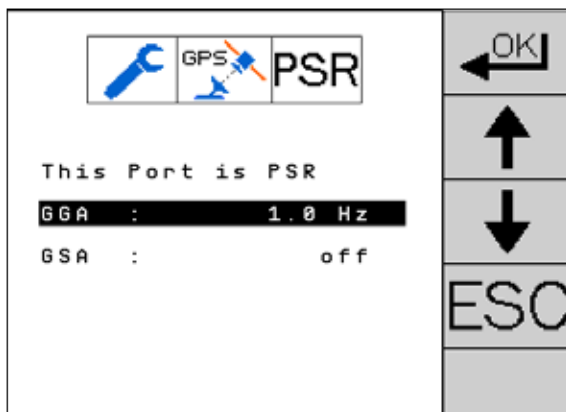 GPS PSR
OK
This Port is PSR
GGA : 1.0 Hz
GSA : off
ESC